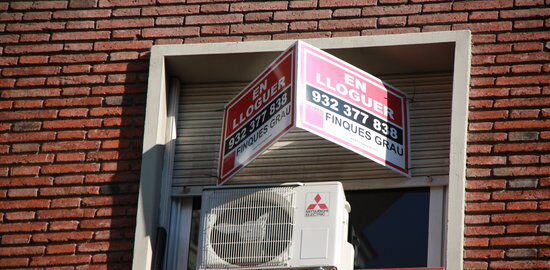 EN
LLOGUER
932 377 838
FINQUES GRAU
EN
LLOGUER
932 377 838
FINQUES GRAU
MITSUBISHI
ELECTRIC